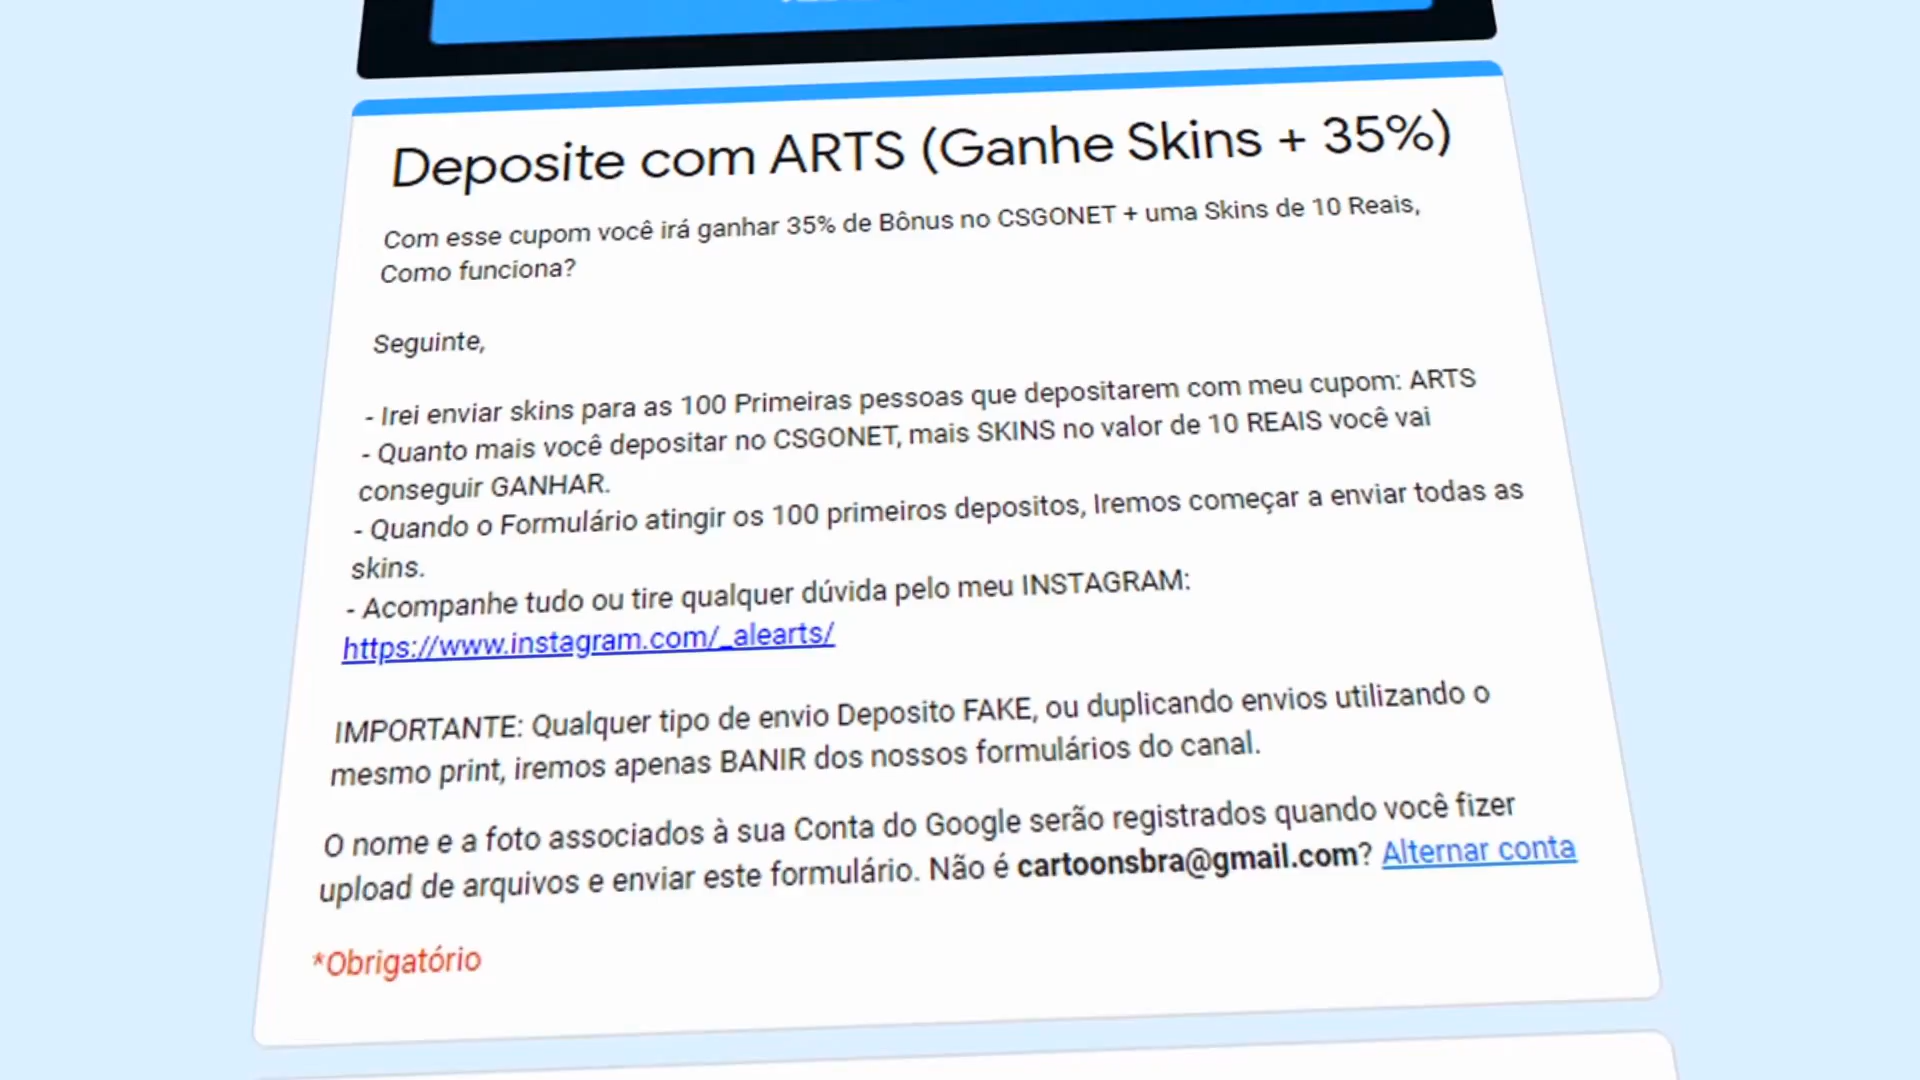 Deposite com ARTS (Ganhe Skins + 35%)
Com esse cupom você irá ganhar 35% de Bônus no CSGONET + uma Skins de 10 Reais,
Como funciona?
Seguinte,
- Irei enviar skins para as 100 Primeiras pessoas que depositarem com meu cupom: ARTS
- Quanto mais você depositar no CSGONET, mais SKINS no valor de 10 REAIS você vai
conseguir GANHAR.
- Quando o Formulário atingir os 100 primeiros depositos, Iremos começar a enviar todas as
skins.
- Acompanhe tudo ou tire qualquer dúvida pelo meu INSTAGRAM:
https://www.instagram.com/_alearts/
IMPORTANTE: Qualquer tipo de envio Deposito FAKE, ou duplicando envios utilizando o
mesmo print, iremos apenas BANIR dos nossos formulários do canal.
O nome e a foto associados à sua Conta do Google serão registrados quando você fizer
upload de arquivos e enviar este formulário. Não é cartoonsbra@gmail.com? Alternar conta
*Obrigatório